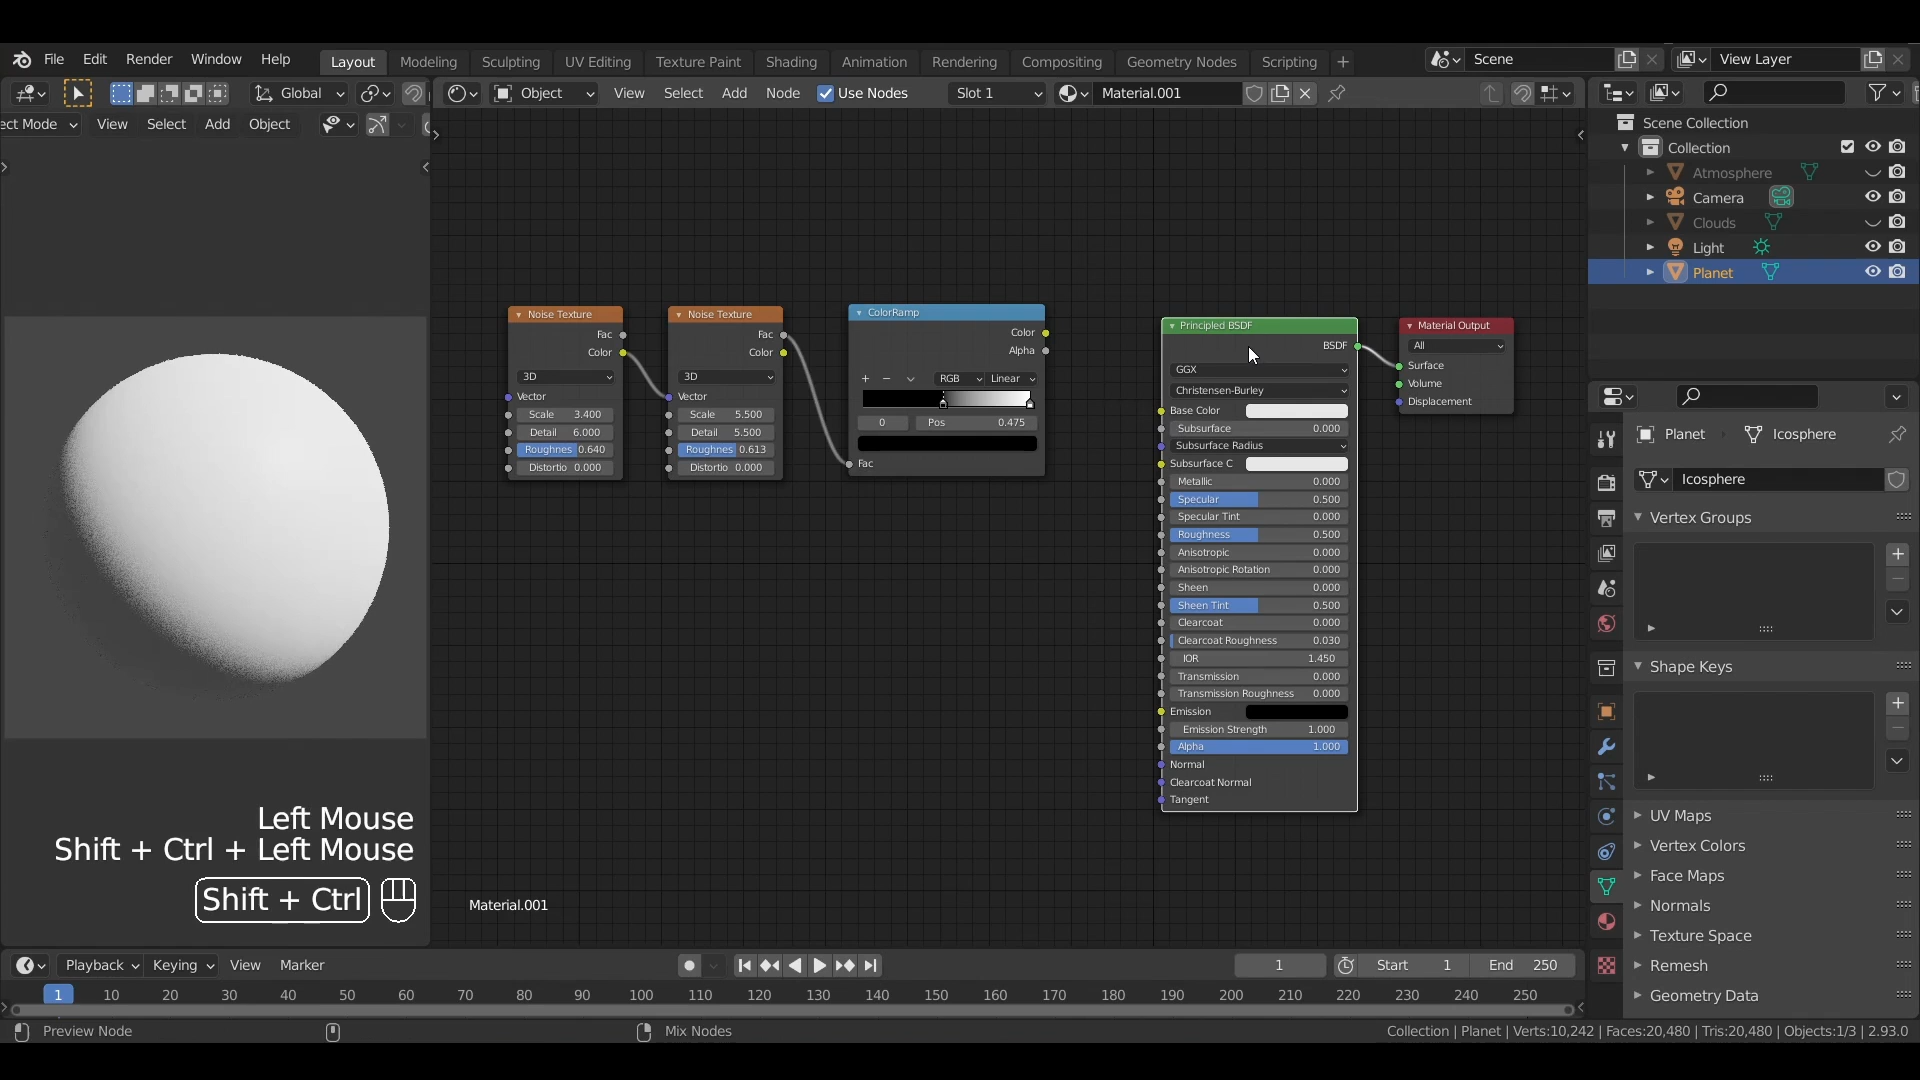 File Edit Render Window Help Layout Modeling Sculpting UV Editing Texture Paint Shading Animation Rendering Compositing Geometry Nodes Scripting + Scene View Layer
Global Object View Select Add Node Use Nodes Slot 1 Material.001
ect Mode View Select Add Object
Scene Collection
Collection
Atmosphere
Camera
Clouds
Light
Planet
Noise Texture
Fac
Color
3D
Vector
Scale 3.400
Detail 6.000
Roughnes 0.640
Distortio 0.000
Noise Texture
Fac
Color
3D
Vector
Scale 5.500
Detail 5.500
Roughnes 0.613
Distortio 0.000
ColorRamp
Color
Alpha
+ − RGB Linear
0 Pos 0.475
Fac
Principled BSDF
BSDF
GGX
Christensen-Burley
Base Color
Subsurface 0.000
Subsurface Radius
Subsurface C
Metallic 0.000
Specular 0.500
Specular Tint 0.000
Roughness 0.500
Anisotropic 0.000
Anisotropic Rotation 0.000
Sheen 0.000
Sheen Tint 0.500
Clearcoat 0.000
Clearcoat Roughness 0.030
IOR 1.450
Transmission 0.000
Transmission Roughness 0.000
Emission
Emission Strength 1.000
Alpha 1.000
Normal
Clearcoat Normal
Tangent
Material Output
All
Surface
Volume
Displacement
Planet Icosphere
Icosphere
Vertex Groups
Shape Keys
UV Maps
Vertex Colors
Face Maps
Normals
Texture Space
Remesh
Geometry Data
Left Mouse
Shift + Ctrl + Left Mouse
Shift + Ctrl
Material.001
Playback Keying View Marker 1 Start 1 End 250
1 10 20 30 40 50 60 70 80 90 100 110 120 130 140 150 160 170 180 190 200 210 220 230 240 250
Preview Node Mix Nodes Collection | Planet | Verts:10,242 | Faces:20,480 | Tris:20,480 | Objects:1/3 | 2.93.0